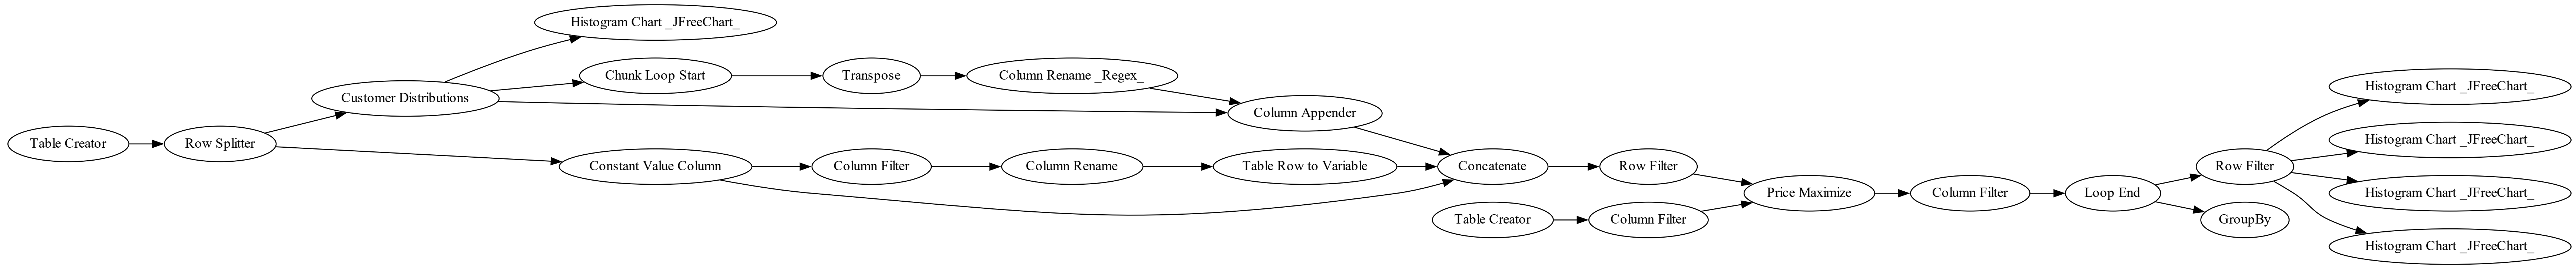 Histogram Chart _JFreeChart_
Chunk Loop Start
Transpose
Column Rename _Regex_
Customer Distributions
Column Appender
Table Creator
Row Splitter
Constant Value Column
Column Filter
Column Rename
Table Row to Variable
Concatenate
Row Filter
Table Creator
Column Filter
Price Maximize
Column Filter
Loop End
Row Filter
GroupBy
Histogram Chart _JFreeChart_
Histogram Chart _JFreeChart_
Histogram Chart _JFreeChart_
Histogram Chart _JFreeChart_